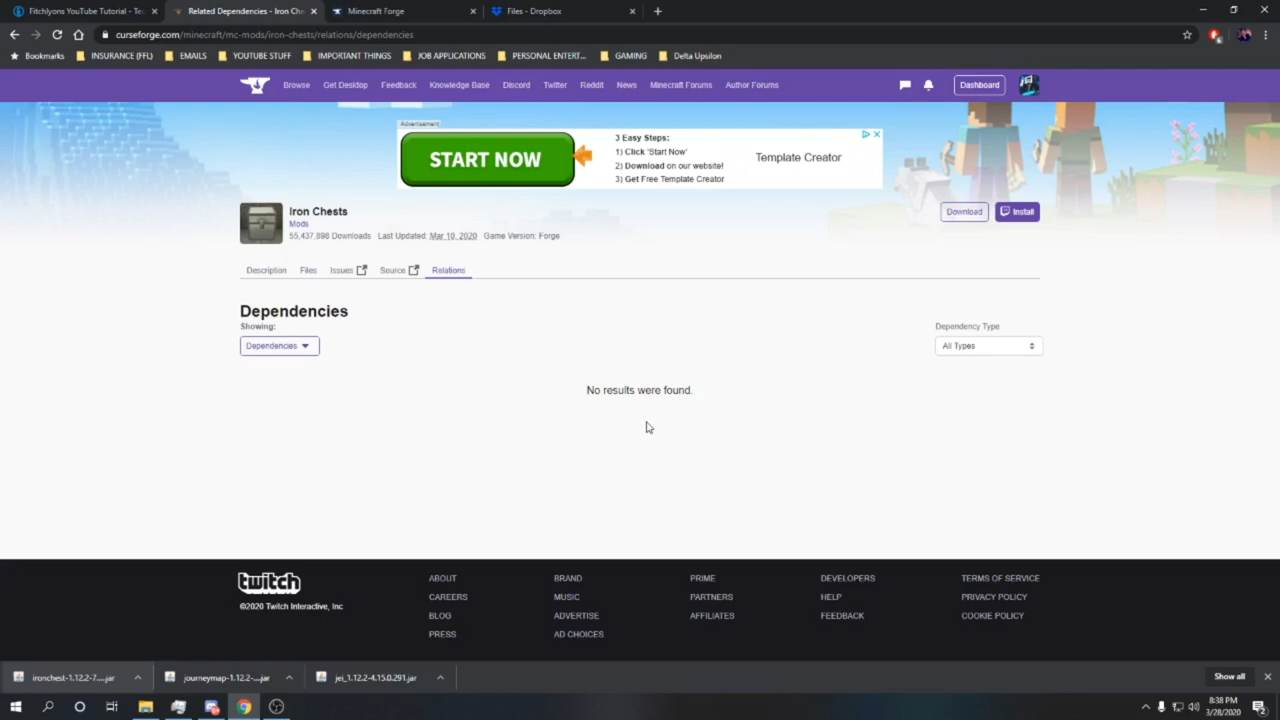 Fitchlyons YouTube Tutorial - Te
Related Dependencies - Iron Ches
Minecraft Forge
Files - Dropbox
curseforge.com/minecraft/mc-mods/iron-chests/relations/dependencies
Bookmarks INSURANCE (FFL) EMAILS YOUTUBE STUFF IMPORTANT THINGS JOB APPLICATIONS PERSONAL ENTERT... GAMING Delta Upsilon
Browse Get Desktop Feedback Knowledge Base Discord Twitter Reddit News Minecraft Forums Author Forums Dashboard
Advertisement
START NOW
3 Easy Steps:
1) Click 'Start Now'
2) Download on our website!
3) Get Free Template Creator
Template Creator
Iron Chests
Mods
55,437,898 Downloads Last Updated: Mar 10, 2020 Game Version: Forge
Download Install
Description Files Issues Source Relations
Dependencies
Showing:
Dependencies
Dependency Type
All Types
No results were found.
twitch
©2020 Twitch Interactive, Inc
ABOUT
CAREERS
BLOG
PRESS
BRAND
MUSIC
ADVERTISE
AD CHOICES
PRIME
PARTNERS
AFFILIATES
DEVELOPERS
HELP
FEEDBACK
TERMS OF SERVICE
PRIVACY POLICY
COOKIE POLICY
ironchest-1.12.2-7....jar
journeymap-1.12.2-....jar
jei_1.12.2-4.15.0.291.jar
Show all
8:38 PM
3/28/2020
2